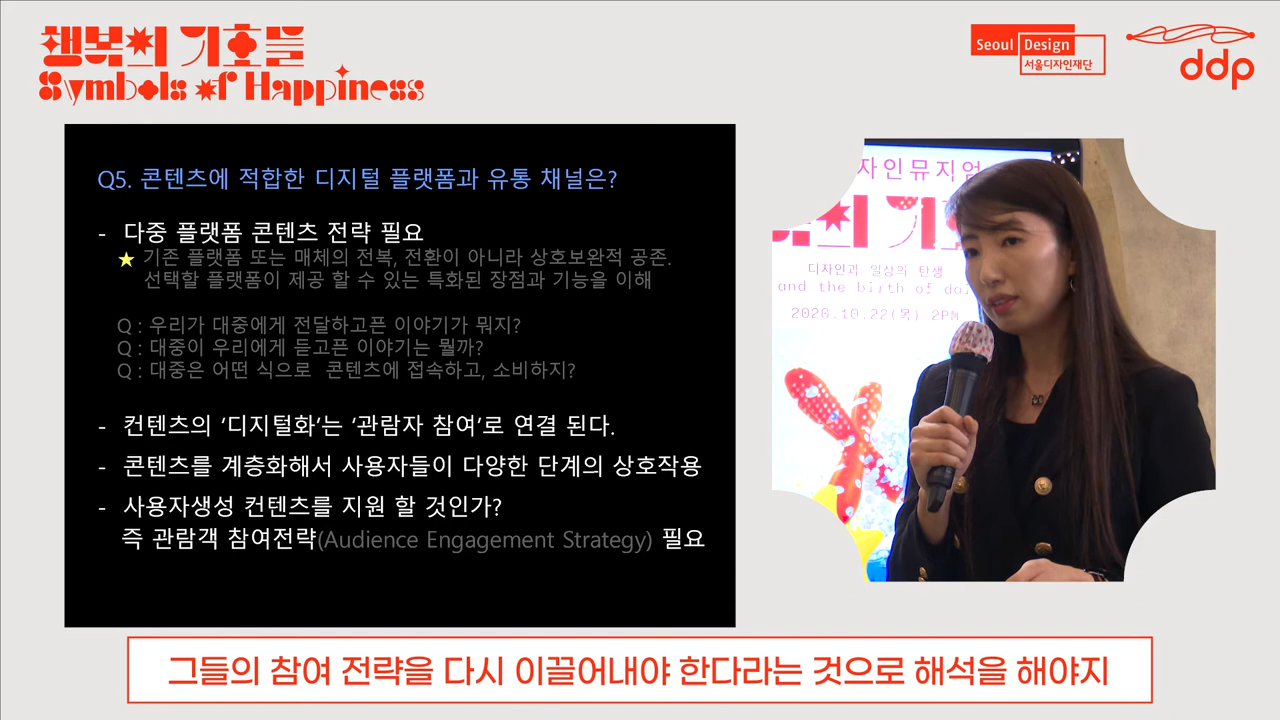 행복의 기호들
Symbols of Happiness
Seoul Design
서울디자인재단
ddp
Q5. 콘텐츠에 적합한 디지털 플랫폼과 유통 채널은?
- 다중 플랫폼 콘텐츠 전략 필요
기존 플랫폼 또는 매체의 전복, 전환이 아니라 상호보완적 공존.
선택할 플랫폼이 제공 할 수 있는 특화된 장점과 기능을 이해
Q : 우리가 대중에게 전달하고픈 이야기가 뭐지?
Q : 대중이 우리에게 듣고픈 이야기는 뭘까?
Q : 대중은 어떤 식으로 콘텐츠에 접속하고, 소비하지?
- 컨텐츠의 ‘디지털화’는 ‘관람자 참여’로 연결 된다.
- 콘텐츠를 계층화해서 사용자들이 다양한 단계의 상호작용
- 사용자생성 컨텐츠를 지원 할 것인가?
즉 관람객 참여전략(Audience Engagement Strategy) 필요
자인뮤지엄
복의 기호
디자인과 일상의 탄생
and the birth of dai
2020.10.22(목) 2PM
그들의 참여 전략을 다시 이끌어내야 한다라는 것으로 해석을 해야지